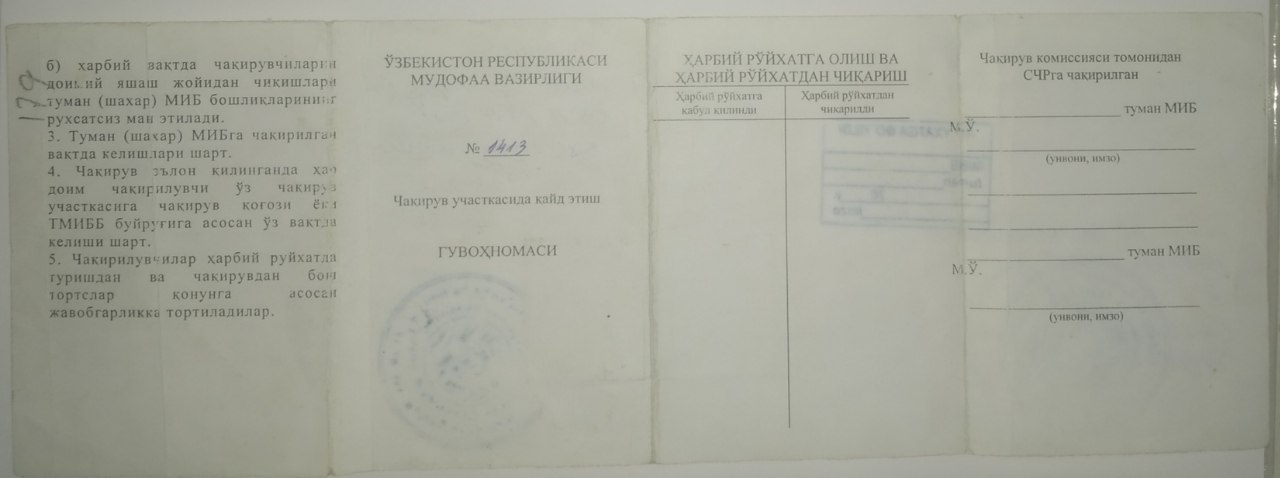 б) ҳарбий вақтда чақирувчиларни
доимий яшаш жойидан чиқишлари
туман (шаҳар) МИБ бошлиқларининг
рухсатсиз ман этилади.
3. Туман (шаҳар) МИБга чақирилган
вақтда келишлари шарт.
4. Чақирув эълон қилинганда ҳар
доим чақирилувчи ўз чақирув
участкасига чақирув қоғози ёки
ТМИББ буйруғига асосан ўз вақтда
келиши шарт.
5. Чақирилувчилар ҳарбий руйхатда
туришдан ва чақирувдан бош
тортслар қонунга асосан
жавобгарликка тортиладилар.
ЎЗБЕКИСТОН РЕСПУБЛИКАСИ
МУДОФАА ВАЗИРЛИГИ
№ 1413
Чақирув участкасида қайд этиш
ГУВОҲНОМАСИ
ҲАРБИЙ РЎЙХАТГА ОЛИШ ВА
ҲАРБИЙ РЎЙХАТДАН ЧИҚАРИШ
Ҳарбий рўйхатга
қабул қилинди
Ҳарбий рўйхатдан
чиқарилди
Чақирув комиссияси томонидан
СЧРга чақирилган
туман МИБ
М.Ў.
(унвони, имзо)
туман МИБ
М.Ў.
(унвони, имзо)